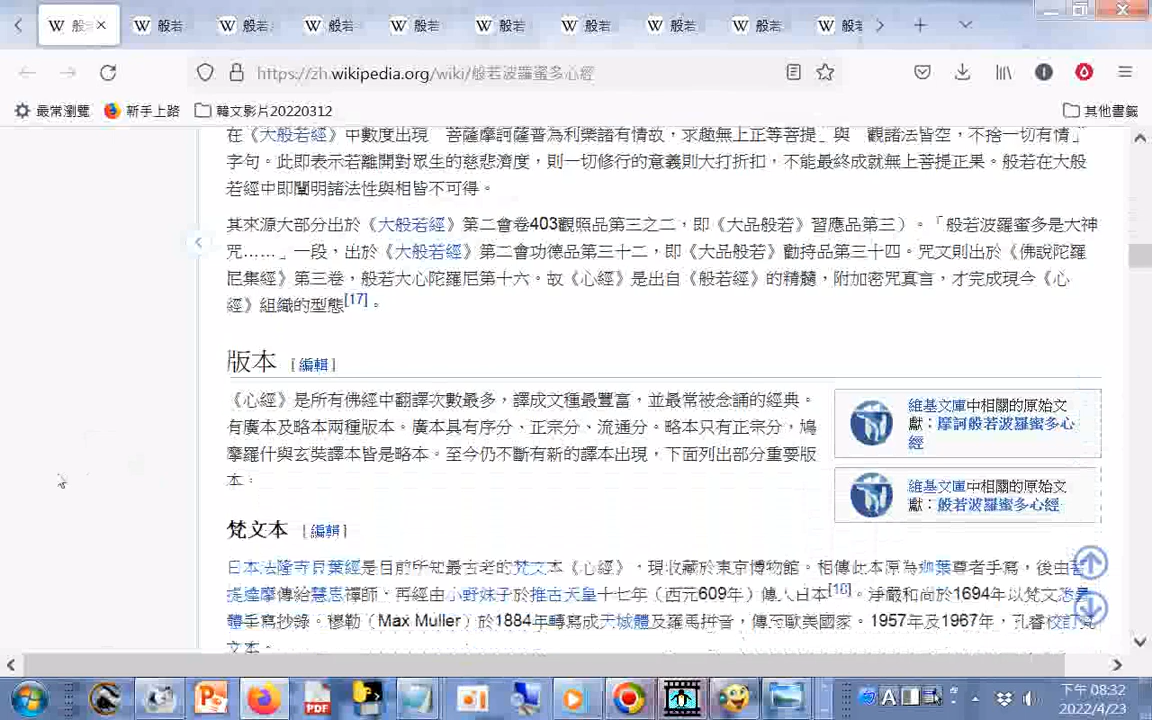 般 般若 般若 般若 般若 般若 般若 般若 般若 般若
https://zh.wikipedia.org/wiki/般若波羅蜜多心經
最常瀏覽 新手上路 韓文影片20220312 其他書籤
在《大般若經》中數度出現「菩薩摩訶薩普為利樂諸有情故，求趣無上正等菩提」與「觀諸法皆空，不捨一切有情」
字句。此即表示若離開對眾生的慈悲濟度，則一切修行的意義則大打折扣，不能最終成就無上菩提正果。般若在大般
若經中即闡明諸法性與相皆不可得。
其來源大部分出於《大般若經》第二會卷403觀照品第三之二，即《大品般若》習應品第三）。「般若波羅蜜多是大神
咒……」一段，出於《大般若經》第二會功德品第三十二，即《大品般若》勸持品第三十四。咒文則出於《佛說陀羅
尼集經》第三卷，般若大心陀羅尼第十六。故《心經》是出自《般若經》的精髓，附加密咒真言，才完成現今《心
經》組織的型態[17]。
版本 [編輯]
《心經》是所有佛經中翻譯次數最多，譯成文種最豐富，並最常被念誦的經典。
有廣本及略本兩種版本。廣本具有序分、正宗分、流通分。略本只有正宗分，鳩
摩羅什與玄奘譯本皆是略本。至今仍不斷有新的譯本出現，下面列出部分重要版
本。
維基文庫中相關的原始文
獻：摩訶般若波羅蜜多心
經
維基文庫中相關的原始文
獻：般若波羅蜜多心經
梵文本 [編輯]
日本法隆寺貝葉經是目前所知最古老的梵文本《心經》，現收藏於東京博物館。相傳此本原為迦葉尊者手寫，後由菩
提達摩傳給慧思禪師，再經由小野妹子於推古天皇十七年（西元609年）傳入日本[18]。淨嚴和尚於1694年以梵文悉曇
體手寫抄錄。穆勒（Max Muller）於1884年轉寫成天城體及羅馬拼音，傳至歐美國家。1957年及1967年，孔睿校訂梵
文本。
PDF
A
下午 08:32
2022/4/23